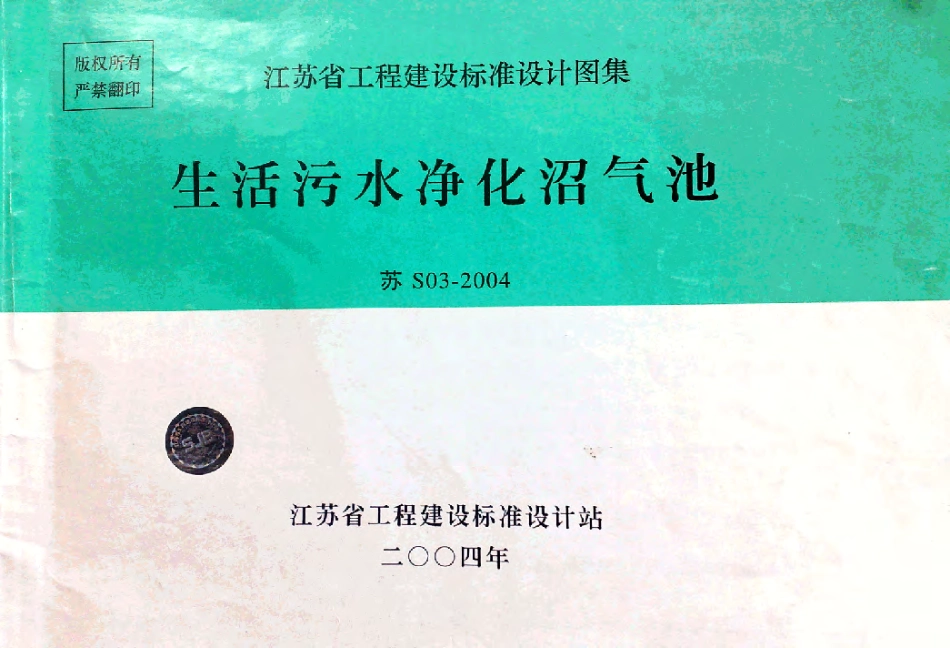 版权所有
严禁翻印
江苏省工程建设标准设计图集
生活污水净化沼气池
苏 S03-2004
SJB
江苏省工程建设标准设计站
二〇〇四年